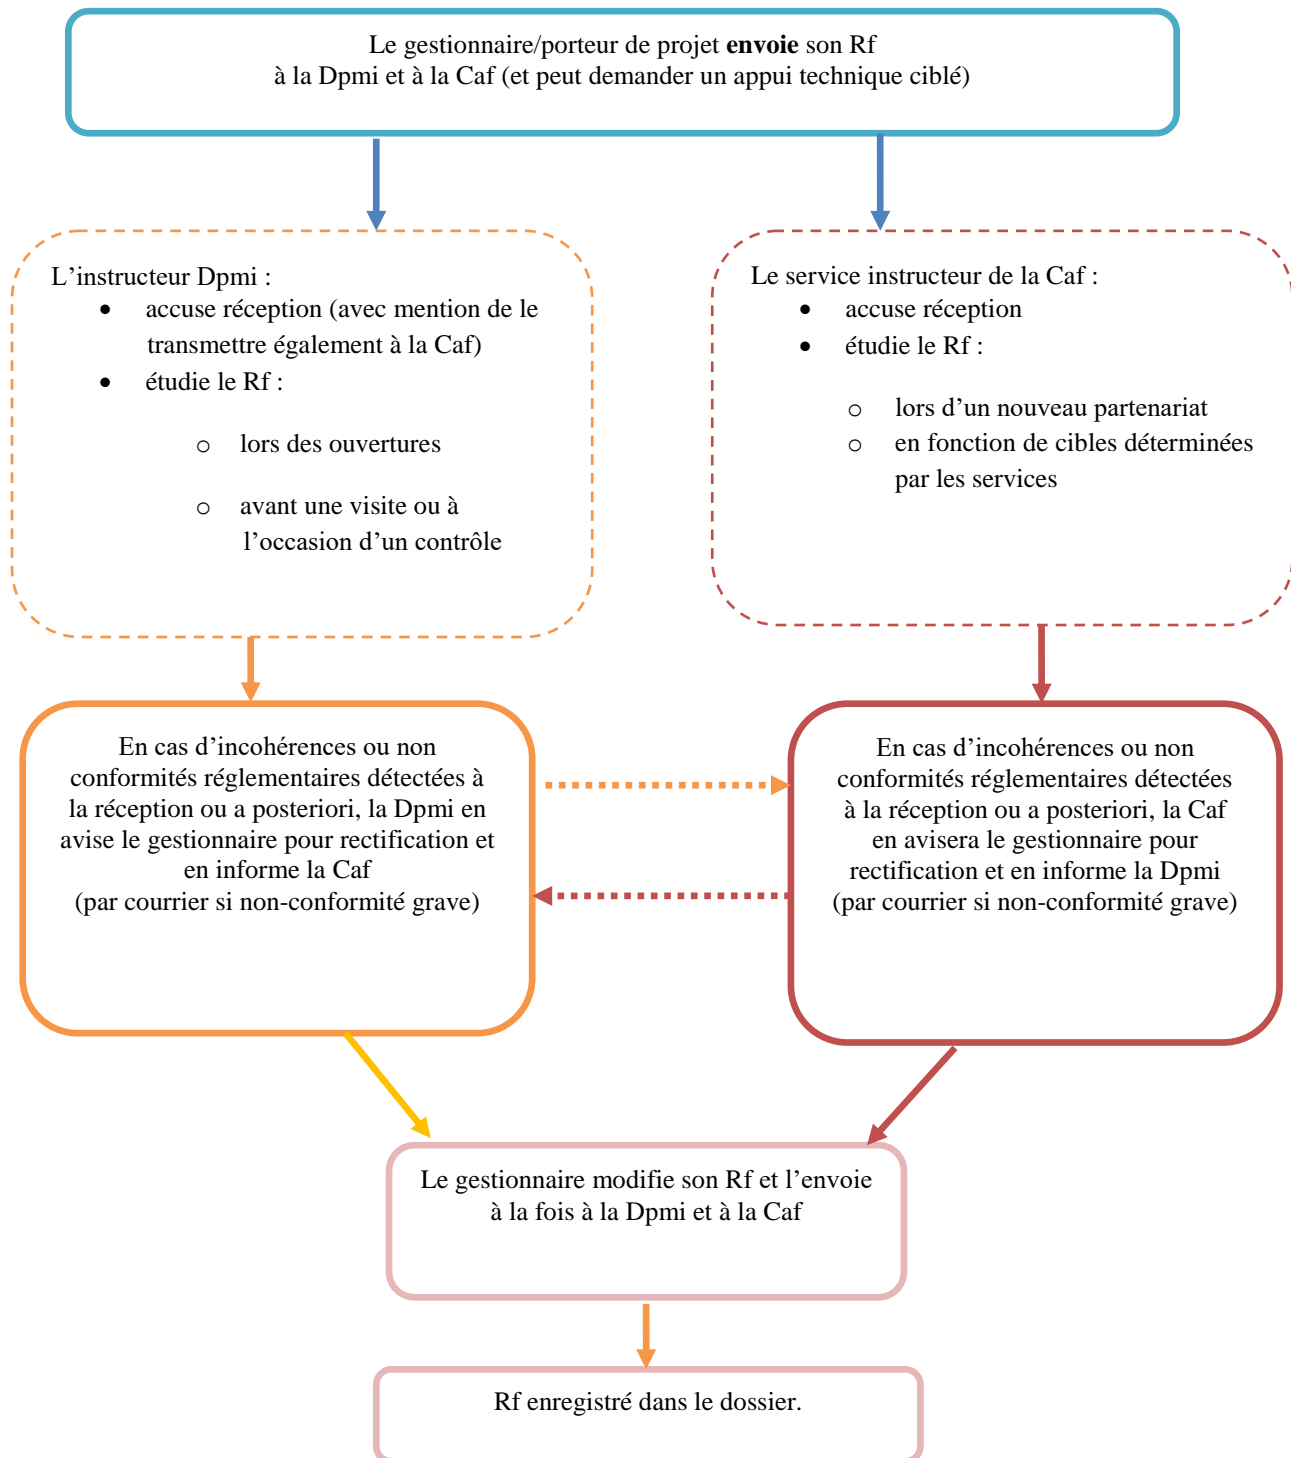 Le gestionnaire/porteur de projet envoie son Rf
à la Dpmi et à la Caf (et peut demander un appui technique ciblé)
L’instructeur Dpmi :
• accuse réception (avec mention de le
transmettre également à la Caf)
• étudie le Rf :
o lors des ouvertures
o avant une visite ou à
l’occasion d’un contrôle
Le service instructeur de la Caf :
• accuse réception
• étudie le Rf :
o lors d’un nouveau partenariat
o en fonction de cibles déterminées
par les services
En cas d’incohérences ou non
conformités réglementaires détectées à
la réception ou a posteriori, la Dpmi en
avise le gestionnaire pour rectification et
en informe la Caf
(par courrier si non-conformité grave)
En cas d’incohérences ou non
conformités réglementaires détectées
à la réception ou a posteriori, la Caf
en avisera le gestionnaire pour
rectification et en informe la Dpmi
(par courrier si non-conformité grave)
Le gestionnaire modifie son Rf et l’envoie
à la fois à la Dpmi et à la Caf
Rf enregistré dans le dossier.